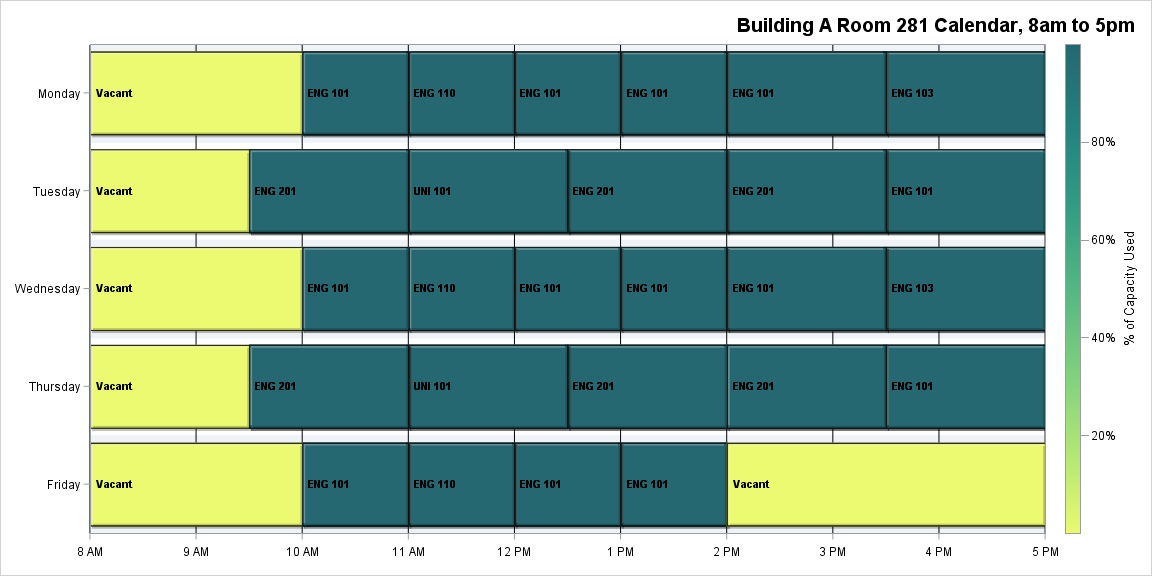 Building A Room 281 Calendar, 8am to 5pm
Monday Vacant ENG 101 ENG 110 ENG 101 ENG 101 ENG 101 ENG 103
80%
Tuesday Vacant ENG 201 UNI 101 ENG 201 ENG 201 ENG 101
60%
Wednesday Vacant ENG 101 ENG 110 ENG 101 ENG 101 ENG 101 ENG 103
% of Capacity Used
40%
Thursday Vacant ENG 201 UNI 101 ENG 201 ENG 201 ENG 101
20%
Friday Vacant ENG 101 ENG 110 ENG 101 ENG 101 Vacant
8 AM 9 AM 10 AM 11 AM 12 PM 1 PM 2 PM 3 PM 4 PM 5 PM